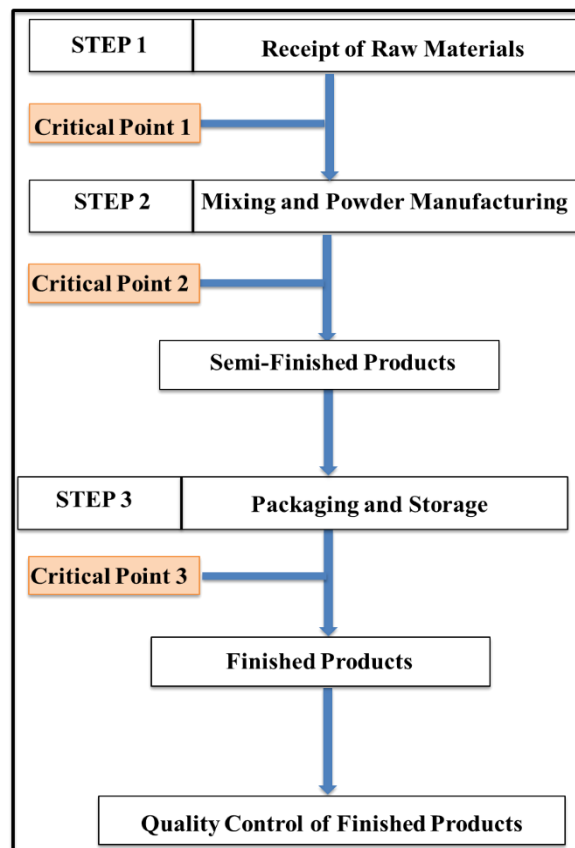 STEP 1 Receipt of Raw Materials
Critical Point 1
STEP 2 Mixing and Powder Manufacturing
Critical Point 2
Semi-Finished Products
STEP 3 Packaging and Storage
Critical Point 3
Finished Products
Quality Control of Finished Products